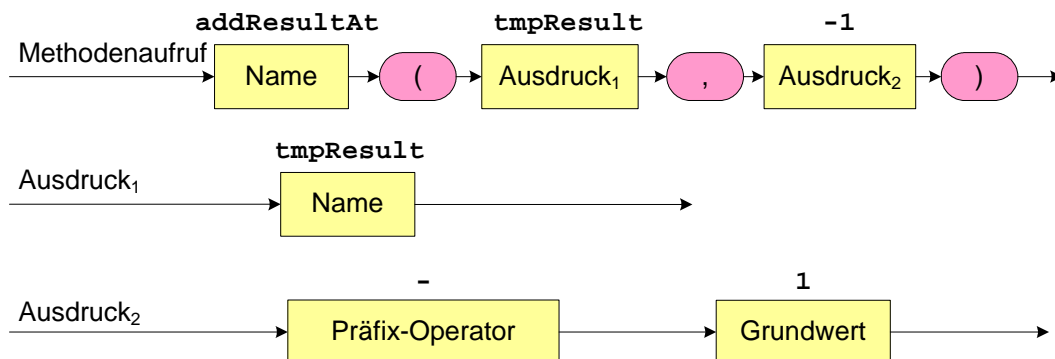 addResultAt tmpResult -1
Methodenaufruf Name ( Ausdruck₁ , Ausdruck₂ )
tmpResult
Ausdruck₁ Name
- 1
Ausdruck₂ Präfix-Operator Grundwert